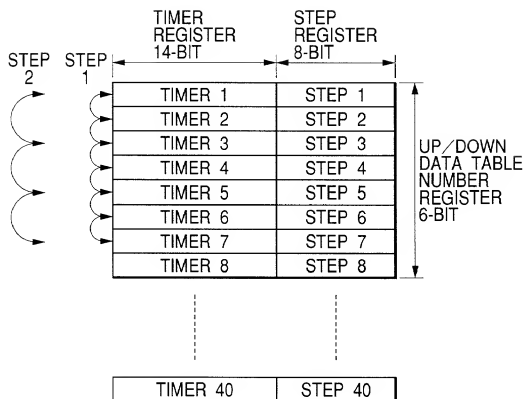 TIMER REGISTER 14-BIT
STEP REGISTER 8-BIT
STEP 2
STEP 1
TIMER 1 STEP 1
TIMER 2 STEP 2
TIMER 3 STEP 3
TIMER 4 STEP 4
TIMER 5 STEP 5
TIMER 6 STEP 6
TIMER 7 STEP 7
TIMER 8 STEP 8
UP/DOWN
DATA TABLE
NUMBER
REGISTER
6-BIT
TIMER 40 STEP 40